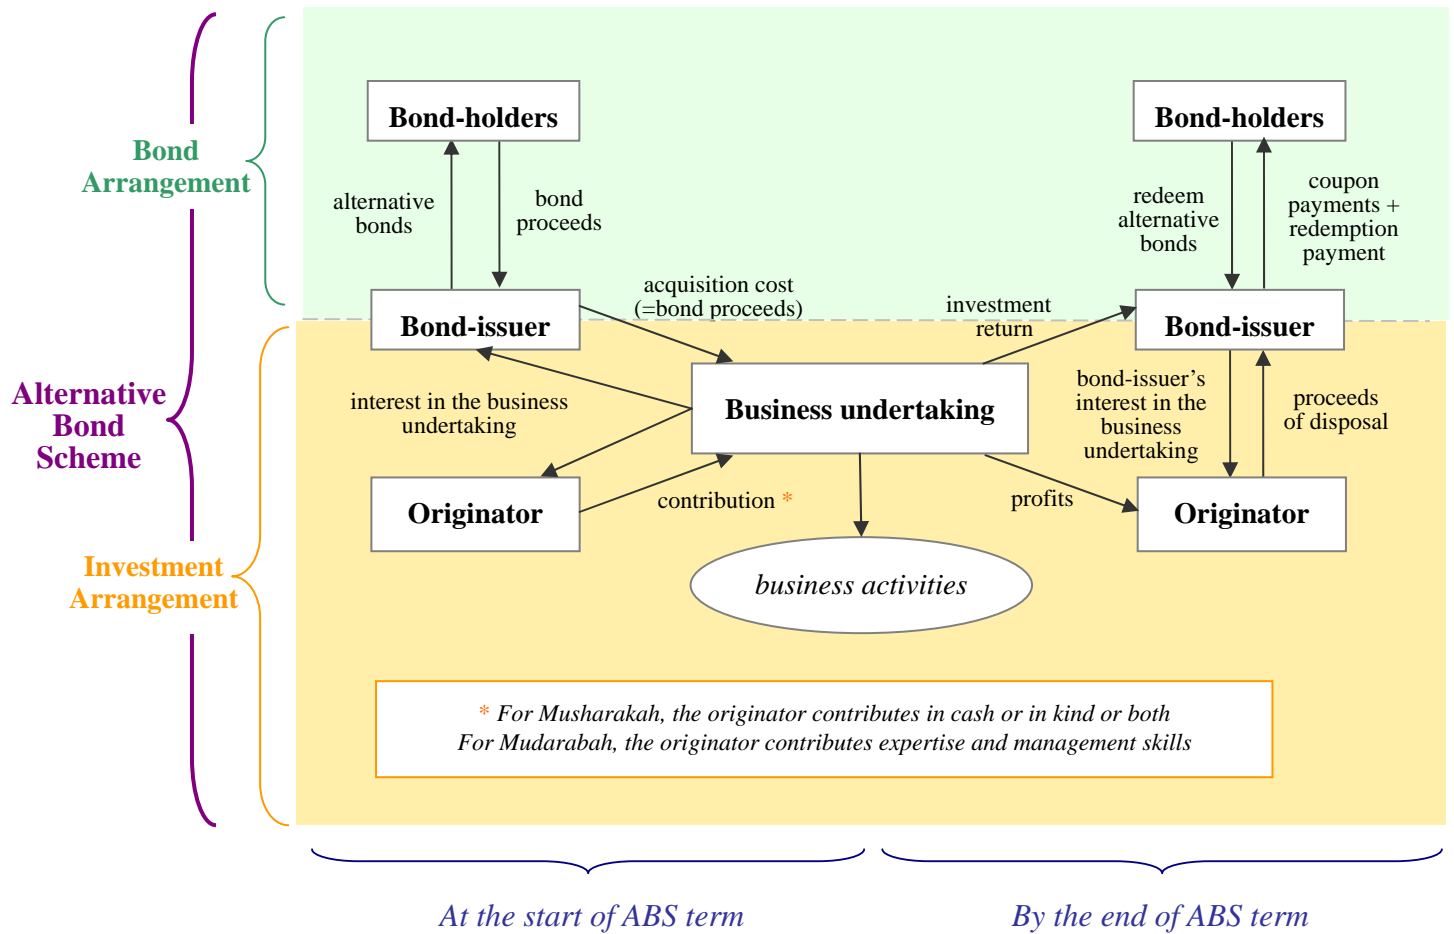 Bond-holders
Bond-holders
Bond
Arrangement
alternative
bonds
bond
proceeds
redeem
alternative
bonds
coupon
payments +
redemption
payment
acquisition cost
(=bond proceeds)
investment
return
Bond-issuer
Bond-issuer
Alternative
Bond
Scheme
interest in the business
undertaking
Business undertaking
bond-issuer’s
interest in the
business
undertaking
proceeds
of disposal
Originator
contribution *
profits
Originator
Investment
Arrangement
business activities
* For Musharakah, the originator contributes in cash or in kind or both
For Mudarabah, the originator contributes expertise and management skills
At the start of ABS term
By the end of ABS term